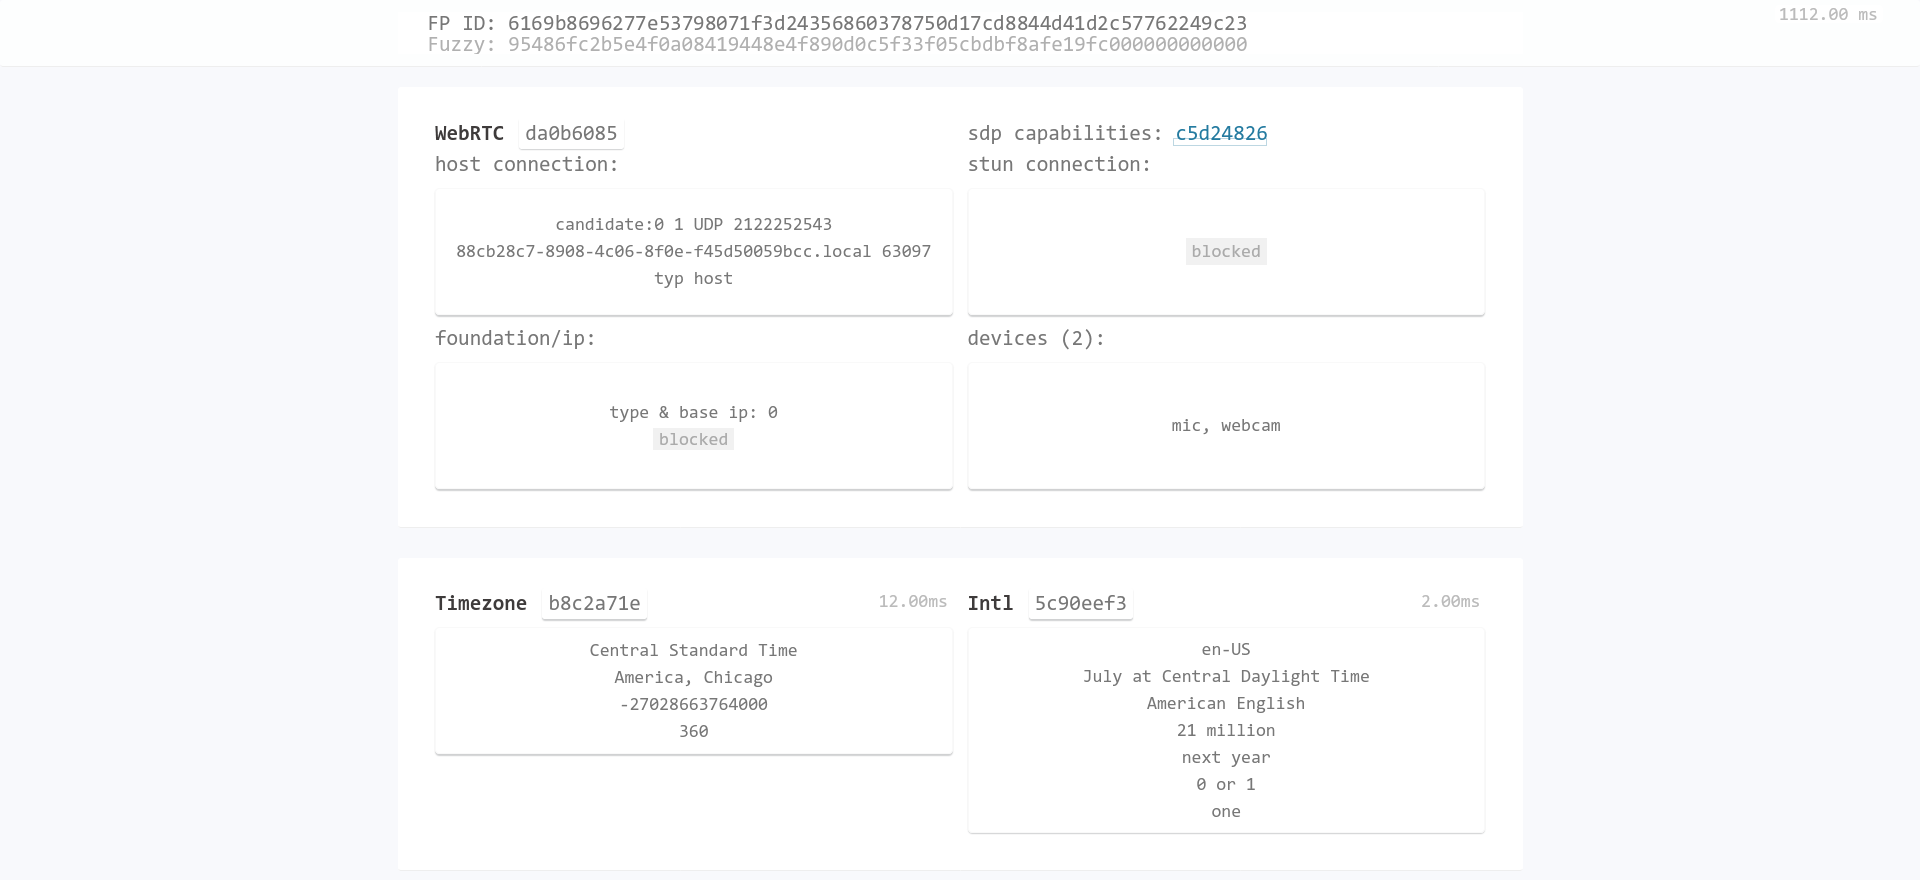 FP ID: 6169b8696277e53798071f3d24356860378750d17cd8844d41d2c57762249c23
1112.00 ms
Fuzzy: 95486fc2b5e4f0a08419448e4f890d0c5f33f05cbdbf8afe19fc000000000000
WebRTC da0b6085
host connection:
candidate:0 1 UDP 2122252543
88cb28c7-8908-4c06-8f0e-f45d50059bcc.local 63097
typ host
sdp capabilities: c5d24826
stun connection:
blocked
foundation/ip:
type & base ip: 0
blocked
devices (2):
mic, webcam
Timezone b8c2a71e 12.00ms
Central Standard Time
America, Chicago
-27028663764000
360
Intl 5c90eef3 2.00ms
en-US
July at Central Daylight Time
American English
21 million
next year
0 or 1
one